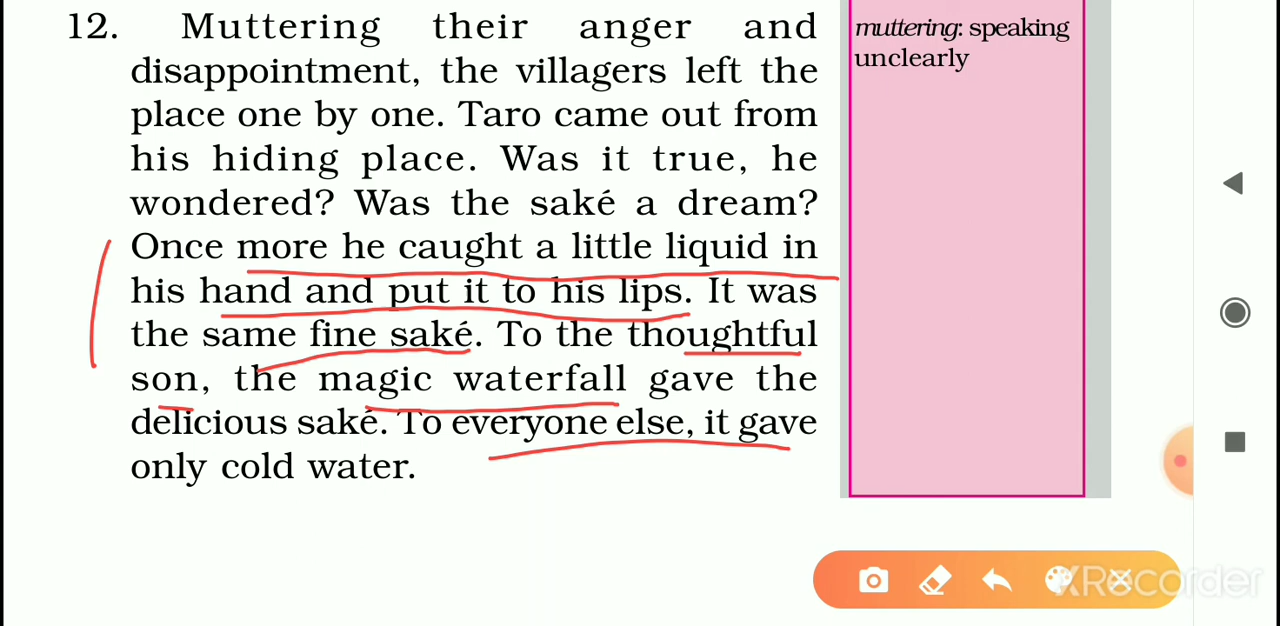 12. Muttering their anger and
disappointment, the villagers left the
place one by one. Taro came out from
his hiding place. Was it true, he
wondered? Was the saké a dream?
Once more he caught a little liquid in
his hand and put it to his lips. It was
the same fine saké. To the thoughtful
son, the magic waterfall gave the
delicious saké. To everyone else, it gave
only cold water.
muttering: speaking
unclearly
XRecorder